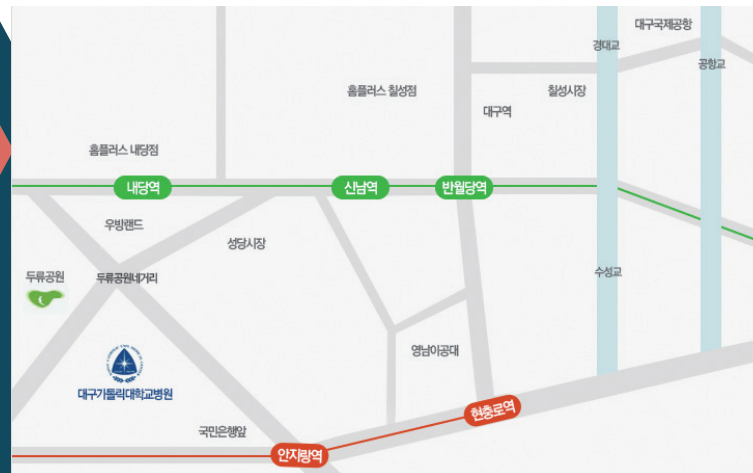 대구국제공항
경대교
공항교
홈플러스 칠성점
칠성시장
대구역
홈플러스 내당점
내당역
신남역
반월당역
우방랜드
성당시장
두류공원
두류공원네거리
수성교
영남이공대
대구가톨릭대학교병원
현충로역
국민은행앞
안지랑역